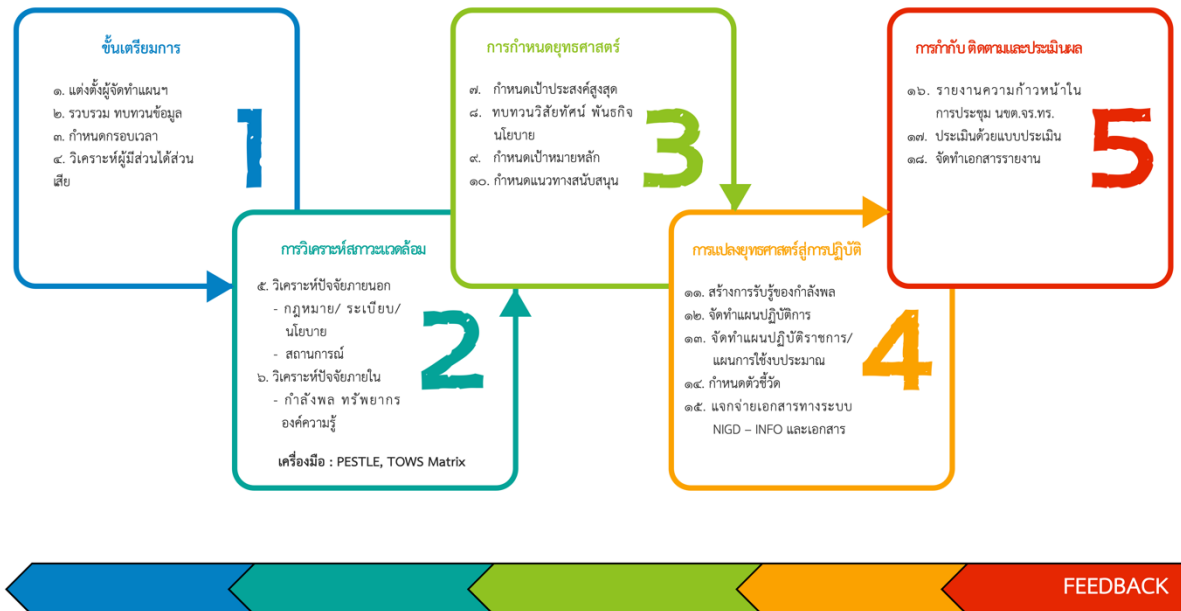 ขั้นเตรียมการ
๑. แต่งตั้งผู้จัดทำแผนฯ
๒. รวบรวม ทบทวนข้อมูล
๓. กำหนดกรอบเวลา
๔. วิเคราะห์ผู้มีส่วนได้ส่วน
เสีย
1
การวิเคราะห์สภาวะแวดล้อม
๕. วิเคราะห์ปัจจัยภายนอก
- กฎหมาย/ ระเบียบ/
นโยบาย
- สถานการณ์
๖. วิเคราะห์ปัจจัยภายใน
- กำลังพล ทรัพยากร
องค์ความรู้
เครื่องมือ : PESTLE, TOWS Matrix
2
การกำหนดยุทธศาสตร์
๗. กำหนดเป้าประสงค์สูงสุด
๘. ทบทวนวิสัยทัศน์ พันธกิจ
นโยบาย
๙. กำหนดเป้าหมายหลัก
๑๐. กำหนดแนวทางสนับสนุน
3
การแปลงยุทธศาสตร์สู่การปฏิบัติ
๑๑. สร้างการรับรู้ของกำลังพล
๑๒. จัดทำแผนปฏิบัติการ
๑๓. จัดทำแผนปฏิบัติราชการ/
แผนการใช้งบประมาณ
๑๔. กำหนดตัวชี้วัด
๑๕. แจกจ่ายเอกสารทางระบบ
NIGD – INFO และเอกสาร
4
การกำกับ ติดตามและประเมินผล
๑๖. รายงานความก้าวหน้าใน
การประชุม นขต.จร.ทร.
๑๗. ประเมินด้วยแบบประเมิน
๑๘. จัดทำเอกสารรายงาน
5
FEEDBACK